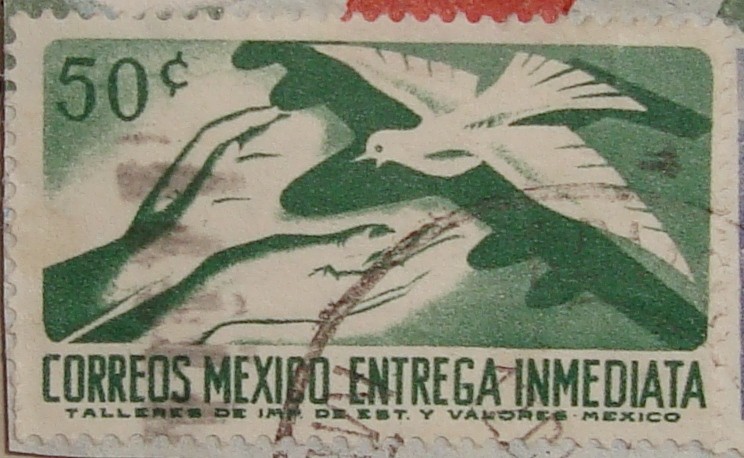 50¢
CORREOS MEXICO ENTREGA INMEDIATA
TALLERES DE IMP. DE EST. Y VALORES·MEXICO